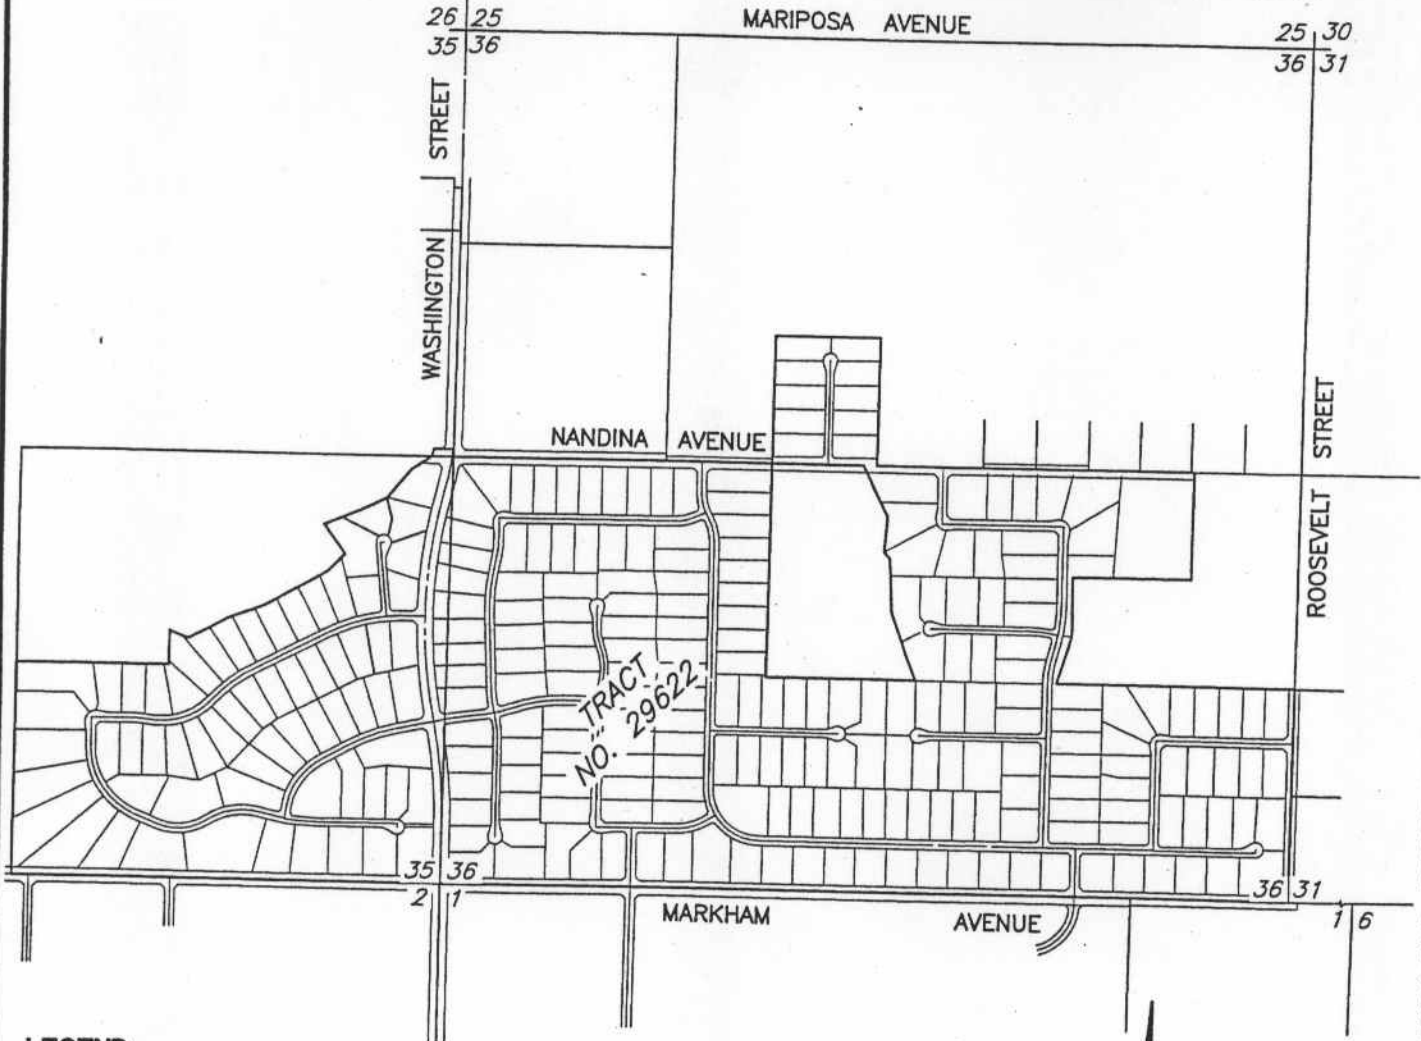 26 25
MARIPOSA AVENUE
25 30
35 36
36 31
WASHINGTON STREET
NANDINA AVENUE
ROOSEVELT STREET
TRACT
NO. 29622
35 36
2 1
36 31
1 6
MARKHAM AVENUE